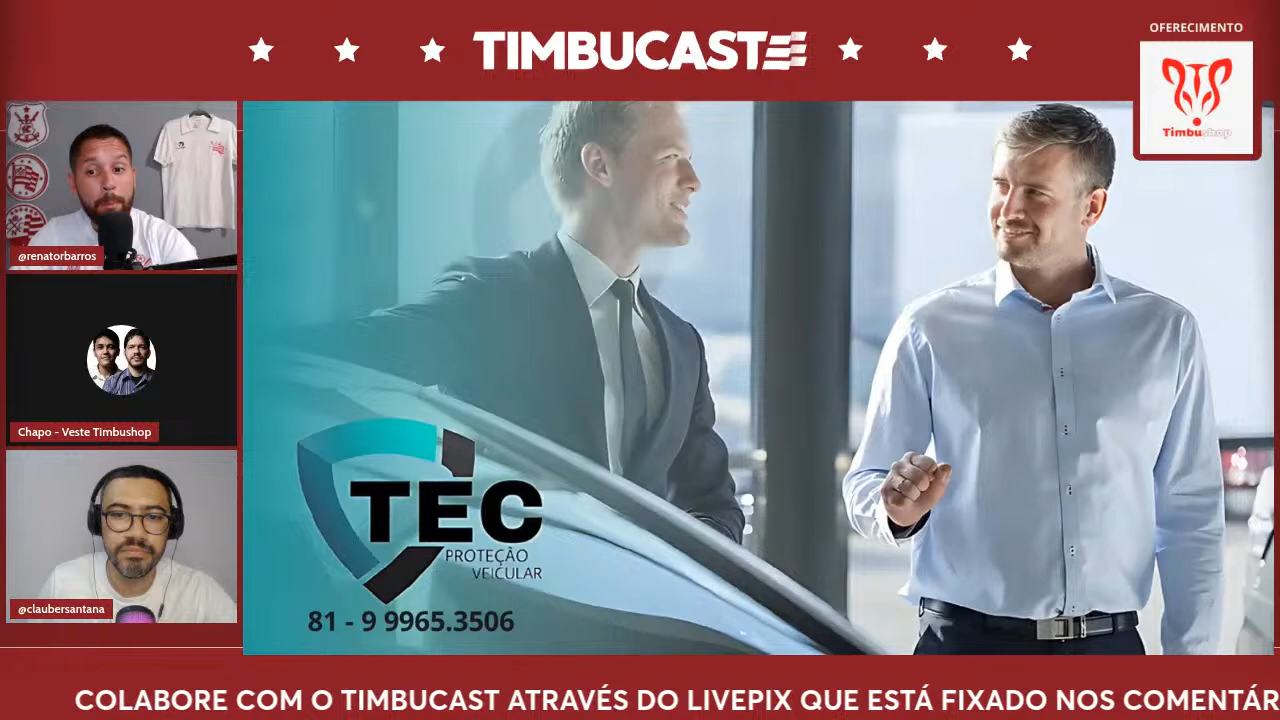 TIMBUCAST
OFERECIMENTO
Timbushop
@renatorbarros
Chapo - Veste Timbushop
@claubersantana
TEC
PROTEÇÃO
VEICULAR
81 - 9 9965.3506
COLABORE COM O TIMBUCAST ATRAVÉS DO LIVEPIX QUE ESTÁ FIXADO NOS COMENTÁR